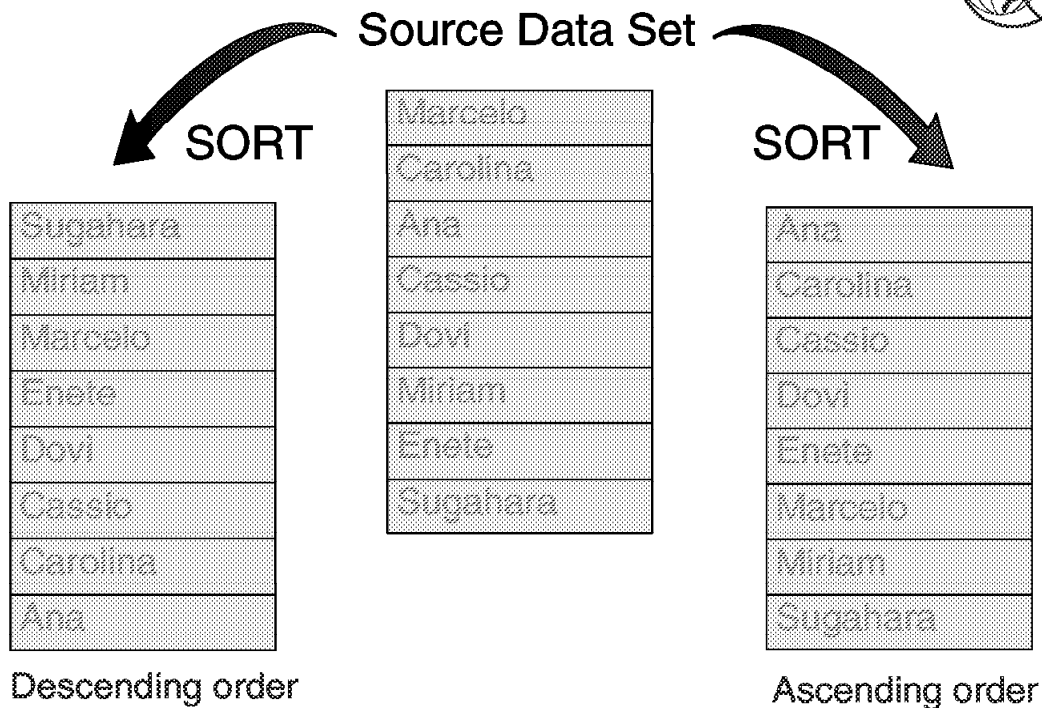 Source Data Set
SORT
SORT
Marcelo
Carolina
Ana
Cassio
Dovi
Miriam
Enete
Sugahara
Sugahara
Miriam
Marcelo
Enete
Dovi
Cassio
Carolina
Ana
Descending order
Ana
Carolina
Cassio
Dovi
Enete
Marcelo
Miriam
Sugahara
Ascending order